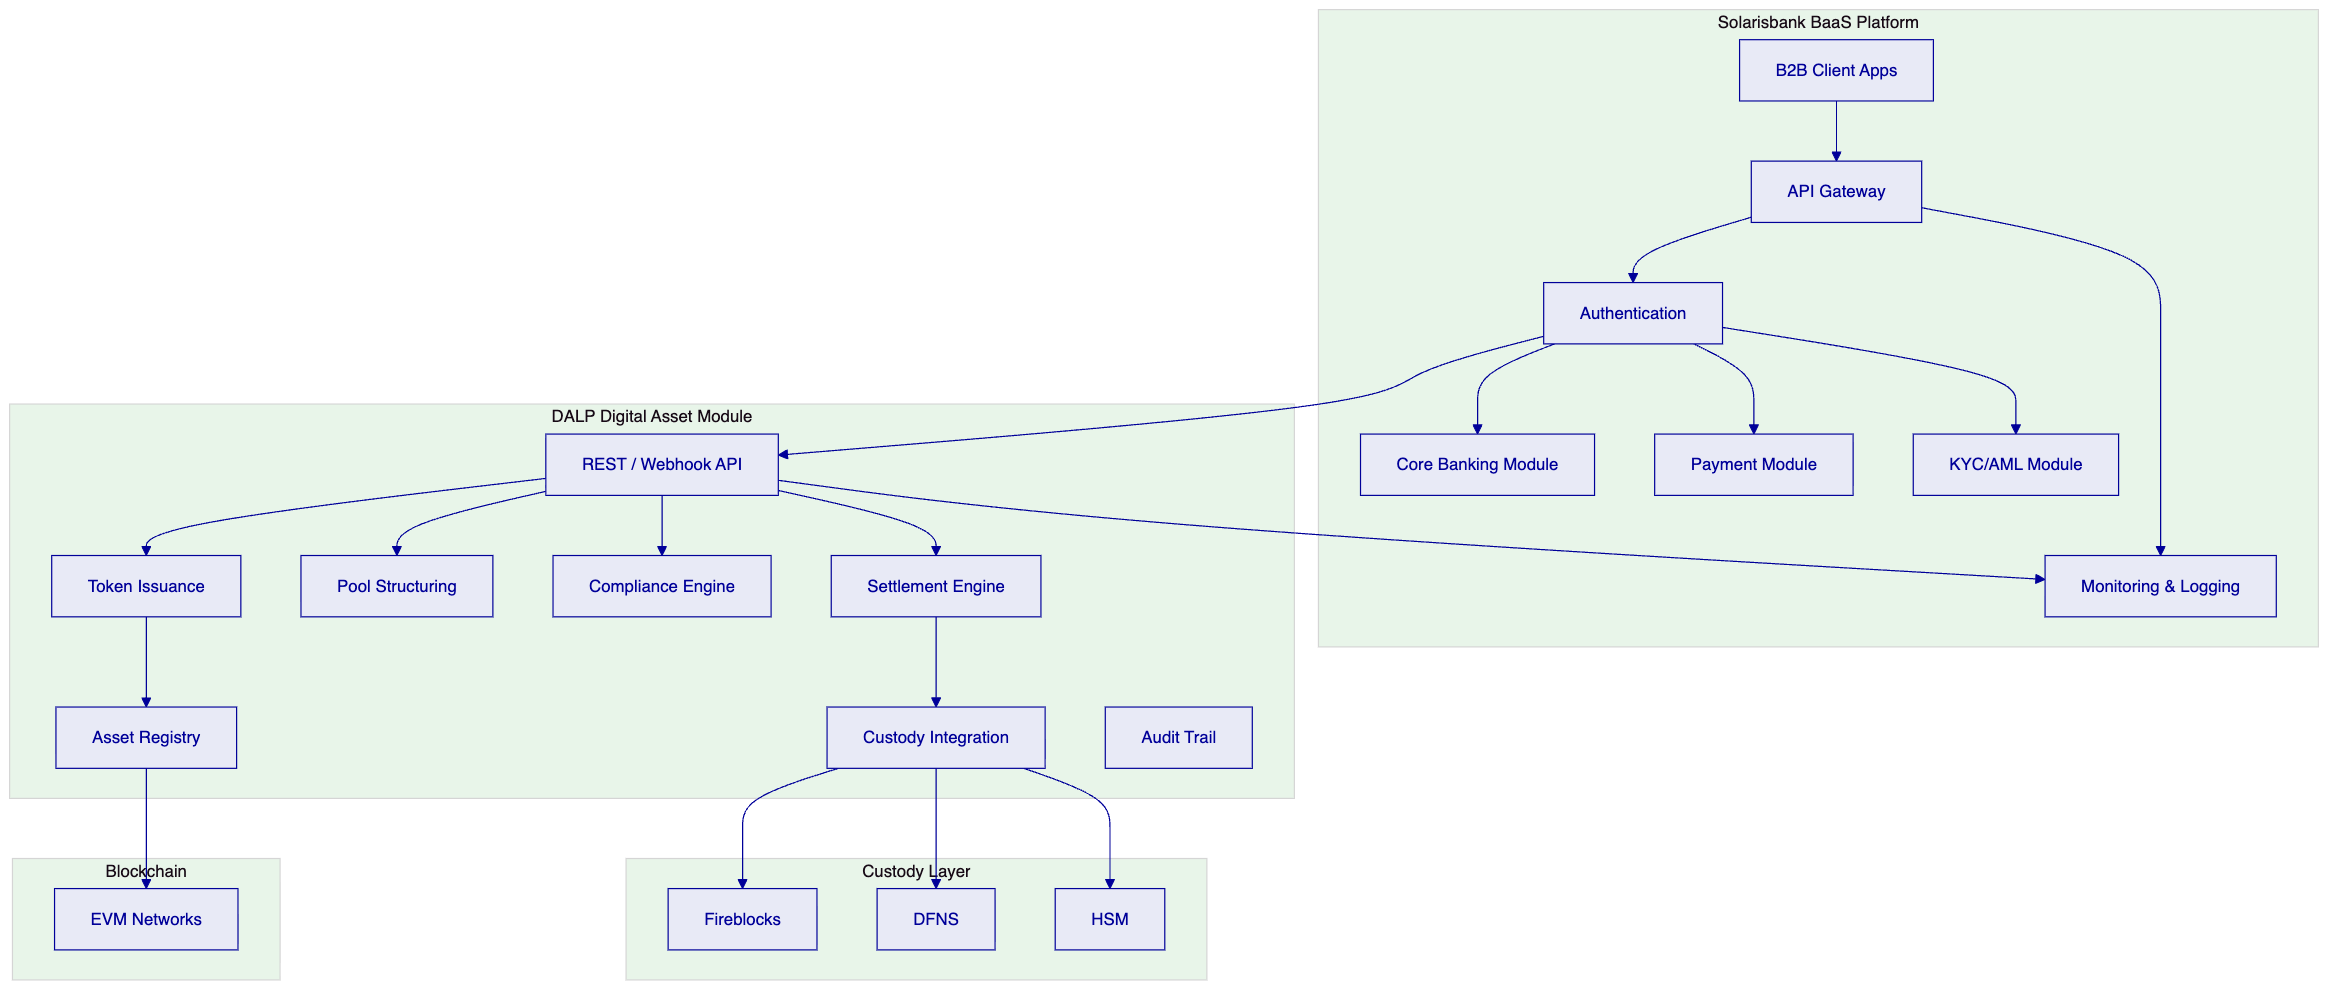 Solarisbank BaaS Platform
B2B Client Apps
API Gateway
Authentication
DALP Digital Asset Module
REST / Webhook API
Core Banking Module
Payment Module
KYC/AML Module
Token Issuance
Pool Structuring
Compliance Engine
Settlement Engine
Monitoring & Logging
Asset Registry
Custody Integration
Audit Trail
Blockchain
Custody Layer
EVM Networks
Fireblocks
DFNS
HSM